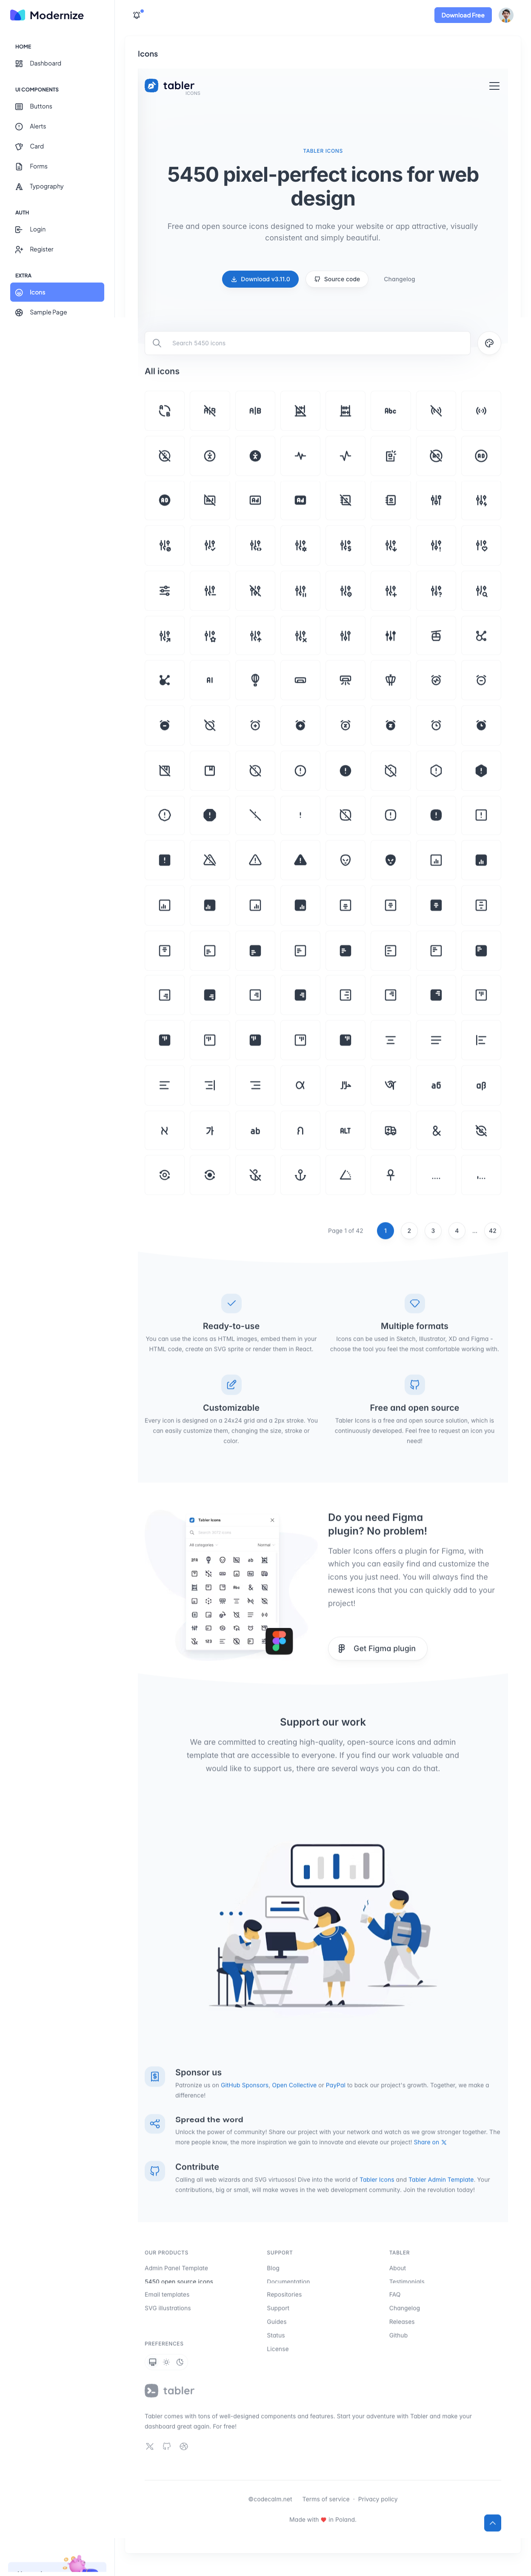 Modernize
Download Free
HOME
Dashboard
UI COMPONENTS
Buttons
Alerts
Card
Forms
Typography
AUTH
Login
Register
EXTRA
Icons
Sample Page
Icons
tabler
ICONS
TABLER ICONS
5450 pixel-perfect icons for web
design
Free and open source icons designed to make your website or app attractive, visually
consistent and simply beautiful.
Download v3.11.0
Source code
Changelog
Search 5450 icons
All icons
Page 1 of 42
1
2
3
4
...
42
Ready-to-use
You can use the icons as HTML images, embed them in your
HTML code, create an SVG sprite or render them in React.
Multiple formats
Icons can be used in Sketch, Illustrator, XD and Figma -
choose the tool you feel the most comfortable working with.
Customizable
Every icon is designed on a 24x24 grid and a 2px stroke. You
can easily customize them, changing the size, stroke or
color.
Free and open source
Tabler Icons is a free and open source solution, which is
continuously developed. Feel free to request an icon you
need!
Tabler Icons
All categories
Normal
Do you need Figma
plugin? No problem!
Tabler Icons offers a plugin for Figma, with
which you can easily find and customize the
icons you just need. You will always find the
newest icons that you can quickly add to your
project!
Get Figma plugin
Support our work
We are committed to creating high-quality, open-source icons and admin
template that are accessible to everyone. If you find our work valuable and
would like to support us, there are several ways you can do that.
Sponsor us
Patronize us on GitHub Sponsors, Open Collective or PayPal to back our project's growth. Together, we make a
difference!
Spread the word
Unlock the power of community! Share our project with your network and watch as we grow stronger together. The
more people know, the more inspiration we gain to innovate and elevate our project! Share on X
Contribute
Calling all web wizards and SVG virtuosos! Dive into the world of Tabler Icons and Tabler Admin Template. Your
contributions, big or small, will make waves in the web development community. Join the revolution today!
OUR PRODUCTS
Admin Panel Template
5450 open source icons
Email templates
SVG illustrations
SUPPORT
Blog
Documentation
Repositories
Support
Guides
Status
License
TABLER
About
Testimonials
FAQ
Changelog
Releases
Github
PREFERENCES
tabler
Tabler comes with tons of well-designed components and features. Start your adventure with Tabler and make your
dashboard great again. For free!
©codecalm.net
Terms of service · Privacy policy
Made with ♥ in Poland.